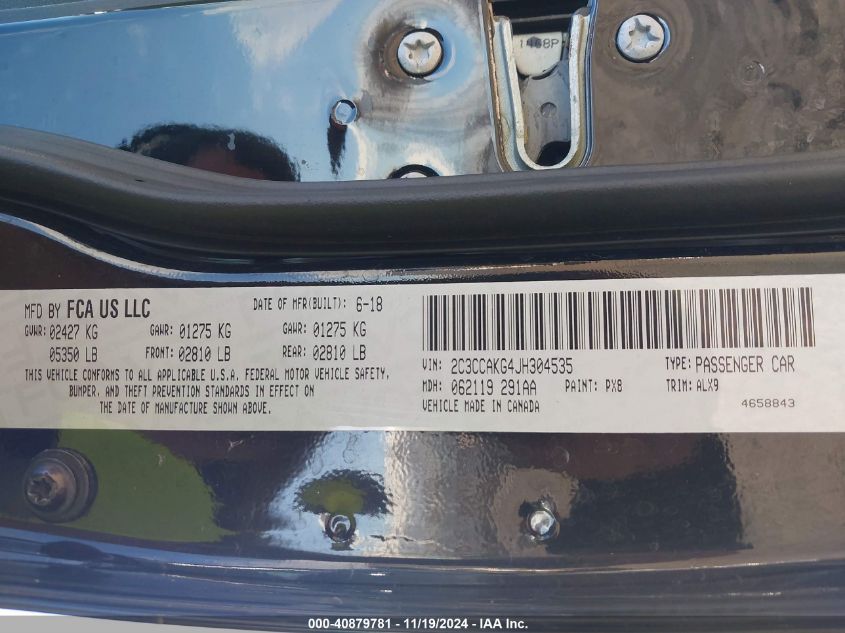 1468P
MFD BY FCA US LLC
DATE OF MFR(BUILT): 6-18
GVWR: 02427 KG GAWR: 01275 KG GAWR: 01275 KG
05350 LB FRONT: 02810 LB REAR: 02810 LB
THIS VEHICLE CONFORMS TO ALL APPLICABLE U.S.A. FEDERAL MOTOR VEHICLE SAFETY,
BUMPER, AND THEFT PREVENTION STANDARDS IN EFFECT ON
THE DATE OF MANUFACTURE SHOWN ABOVE.
VIN: 2C3CCAKG4JH304535 TYPE: PASSENGER CAR
MDH: 062119 291AA PAINT: PX8 TRIM: ALX9
VEHICLE MADE IN CANADA 4658843
000-40879781 - 11/19/2024 - IAA Inc.